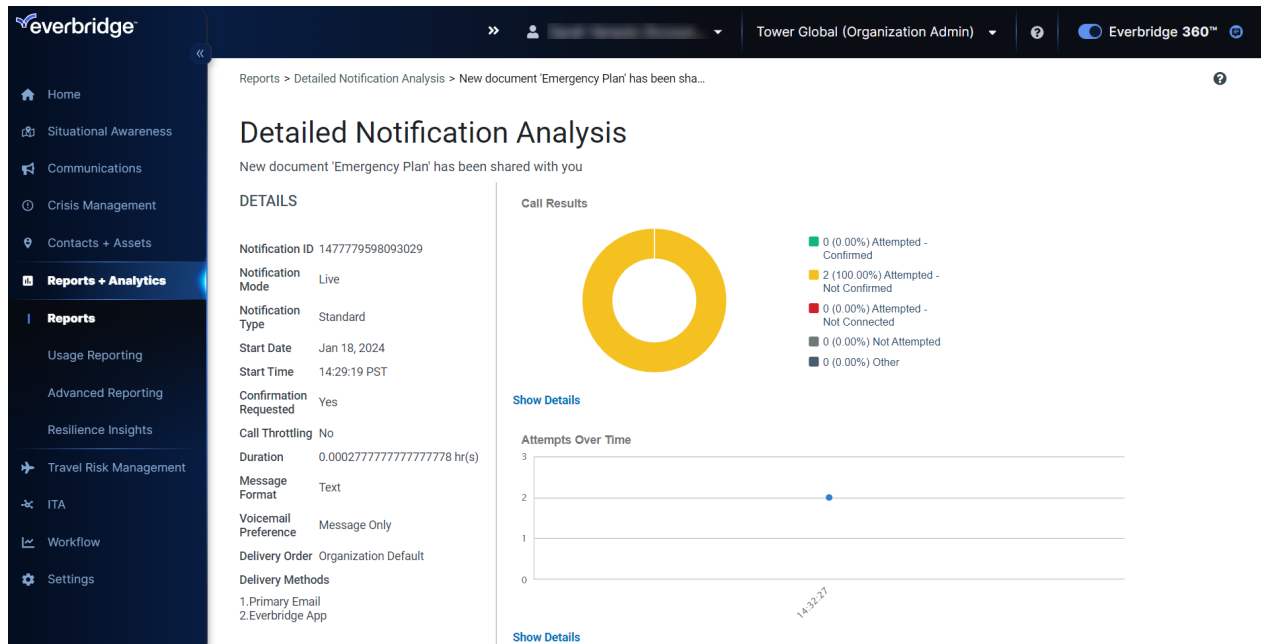 everbridge
»
Tower Global (Organization Admin)
?
Everbridge 360™
«
Home
Situational Awareness
Communications
Crisis Management
Contacts + Assets
Reports + Analytics
Reports
Usage Reporting
Advanced Reporting
Resilience Insights
Travel Risk Management
ITA
Workflow
Settings
Reports > Detailed Notification Analysis > New document 'Emergency Plan' has been sha...
?
Detailed Notification Analysis
New document 'Emergency Plan' has been shared with you
DETAILS
Notification ID 1477779598093029
Notification
Mode
Live
Notification
Type
Standard
Start Date Jan 18, 2024
Start Time 14:29:19 PST
Confirmation
Requested
Yes
Call Throttling No
Duration 0.0002777777777777778 hr(s)
Message
Format
Text
Voicemail
Preference
Message Only
Delivery Order Organization Default
Delivery Methods
1.Primary Email
2.Everbridge App
Call Results
0 (0.00%) Attempted -
Confirmed
2 (100.00%) Attempted -
Not Confirmed
0 (0.00%) Attempted -
Not Connected
0 (0.00%) Not Attempted
0 (0.00%) Other
Show Details
Attempts Over Time
3
2
1
0
14:32:27
Show Details